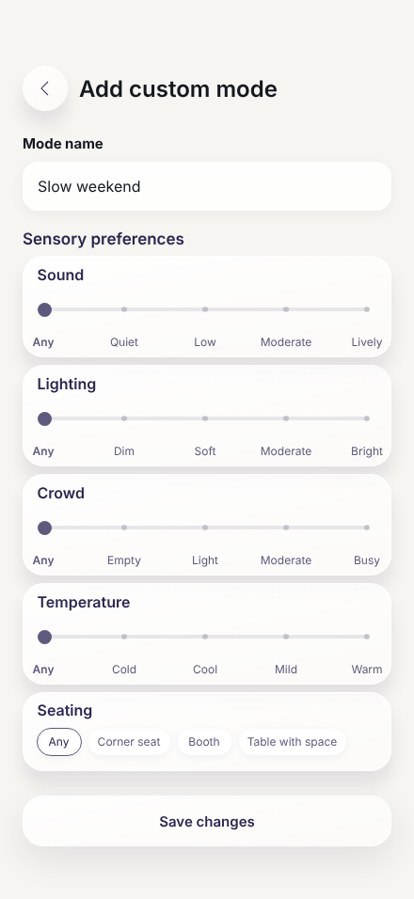 Add custom mode
Mode name
Slow weekend
Sensory preferences
Sound
Any Quiet Low Moderate Lively
Lighting
Any Dim Soft Moderate Bright
Crowd
Any Empty Light Moderate Busy
Temperature
Any Cold Cool Mild Warm
Seating
Any Corner seat Booth Table with space
Save changes